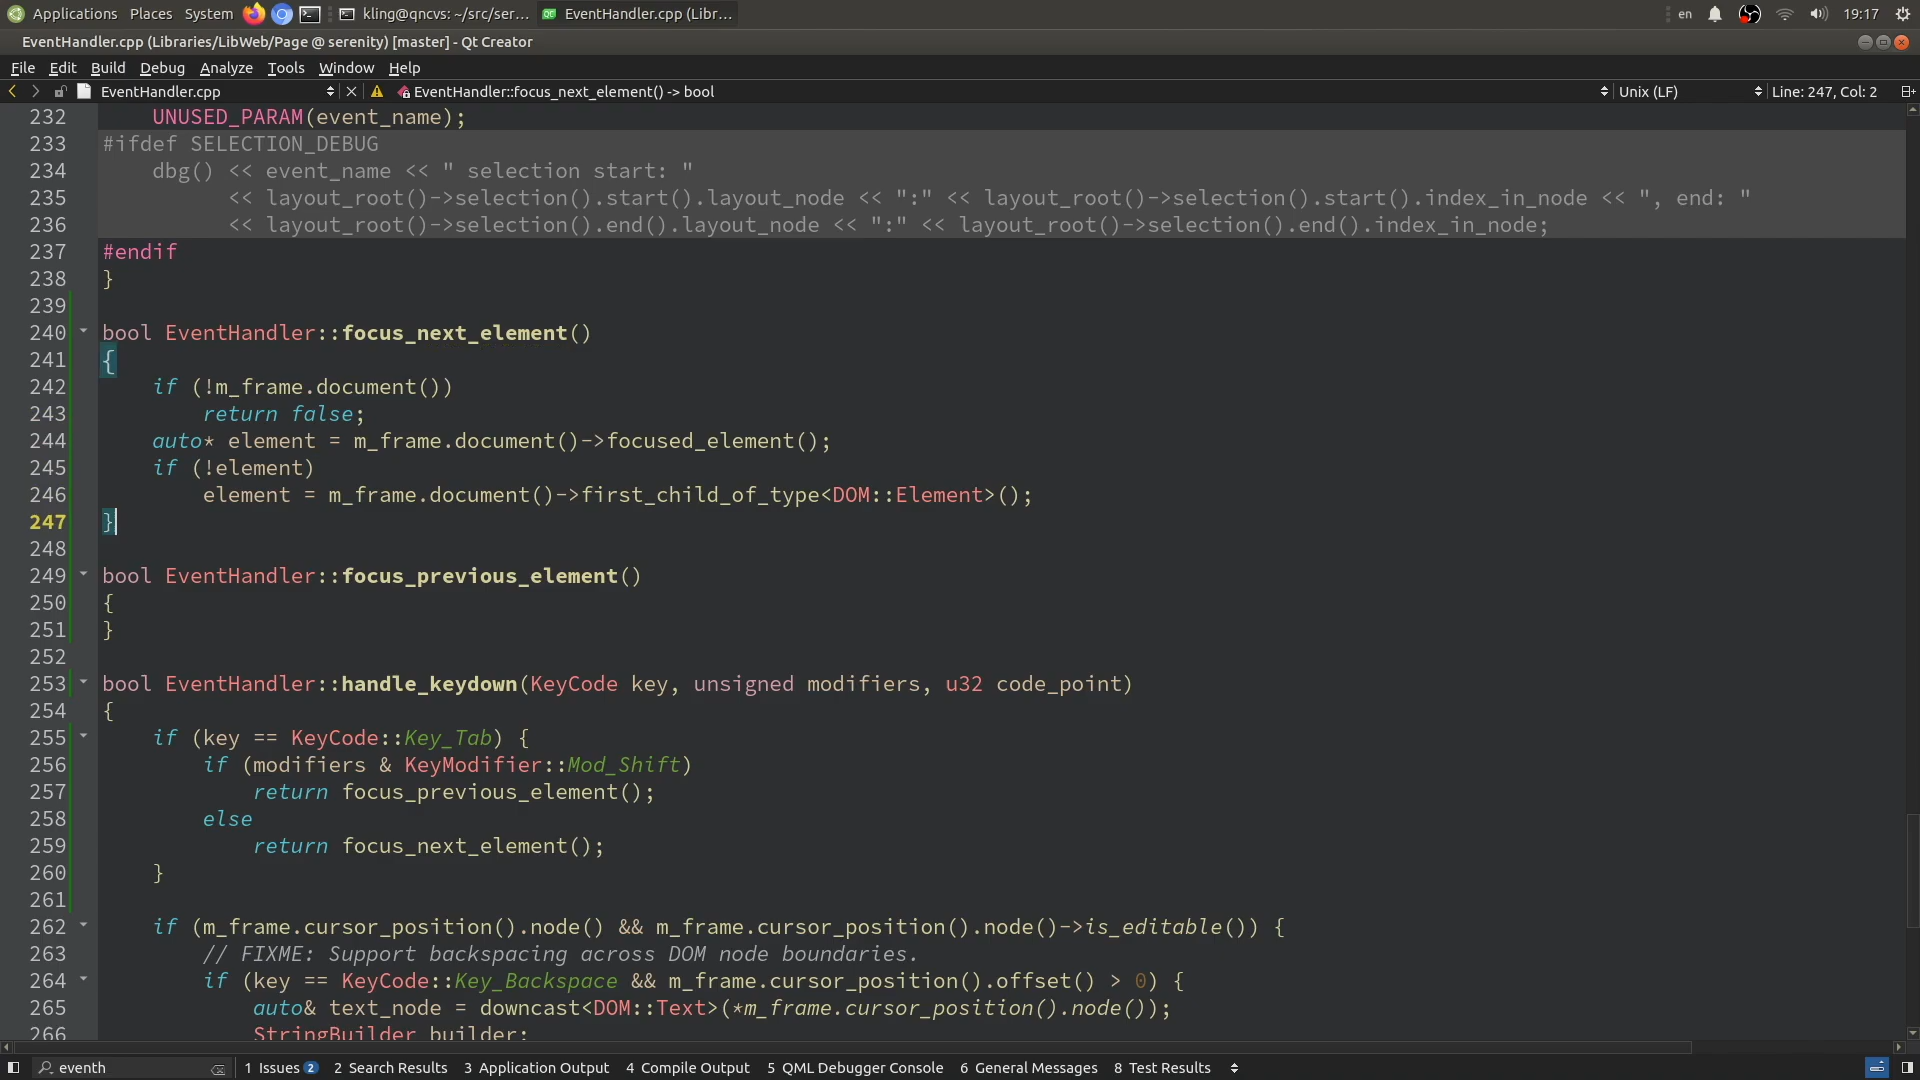 Applications Places System kling@qncvs: ~/src/ser... EventHandler.cpp (Libr... en 19:17
EventHandler.cpp (Libraries/LibWeb/Page @ serenity) [master] - Qt Creator
File Edit Build Debug Analyze Tools Window Help
EventHandler.cpp EventHandler::focus_next_element() -> bool Unix (LF) Line: 247, Col: 2
232     UNUSED_PARAM(event_name);
233 #ifdef SELECTION_DEBUG
234     dbg() << event_name << " selection start: "
235           << layout_root()->selection().start().layout_node << ":" << layout_root()->selection().start().index_in_node << ", end: "
236           << layout_root()->selection().end().layout_node << ":" << layout_root()->selection().end().index_in_node;
237 #endif
238 }
239
240 bool EventHandler::focus_next_element()
241 {
242     if (!m_frame.document())
243         return false;
244     auto* element = m_frame.document()->focused_element();
245     if (!element)
246         element = m_frame.document()->first_child_of_type<DOM::Element>();
247 }
248
249 bool EventHandler::focus_previous_element()
250 {
251 }
252
253 bool EventHandler::handle_keydown(KeyCode key, unsigned modifiers, u32 code_point)
254 {
255     if (key == KeyCode::Key_Tab) {
256         if (modifiers & KeyModifier::Mod_Shift)
257             return focus_previous_element();
258         else
259             return focus_next_element();
260     }
261
262     if (m_frame.cursor_position().node() && m_frame.cursor_position().node()->is_editable()) {
263         // FIXME: Support backspacing across DOM node boundaries.
264         if (key == KeyCode::Key_Backspace && m_frame.cursor_position().offset() > 0) {
265             auto& text_node = downcast<DOM::Text>(*m_frame.cursor_position().node());
266             StringBuilder builder;
eventh 1 Issues 2 2 Search Results 3 Application Output 4 Compile Output 5 QML Debugger Console 6 General Messages 8 Test Results